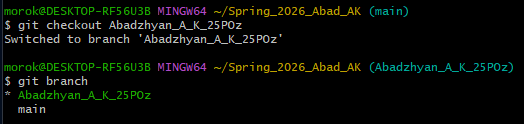 morok@DESKTOP-RF56U3B MINGW64 ~/Spring_2026_Abad_AK (main)
$ git checkout Abadzhyan_A_K_25POz
Switched to branch 'Abadzhyan_A_K_25POz'
morok@DESKTOP-RF56U3B MINGW64 ~/Spring_2026_Abad_AK (Abadzhyan_A_K_25POz)
$ git branch
* Abadzhyan_A_K_25POz
  main